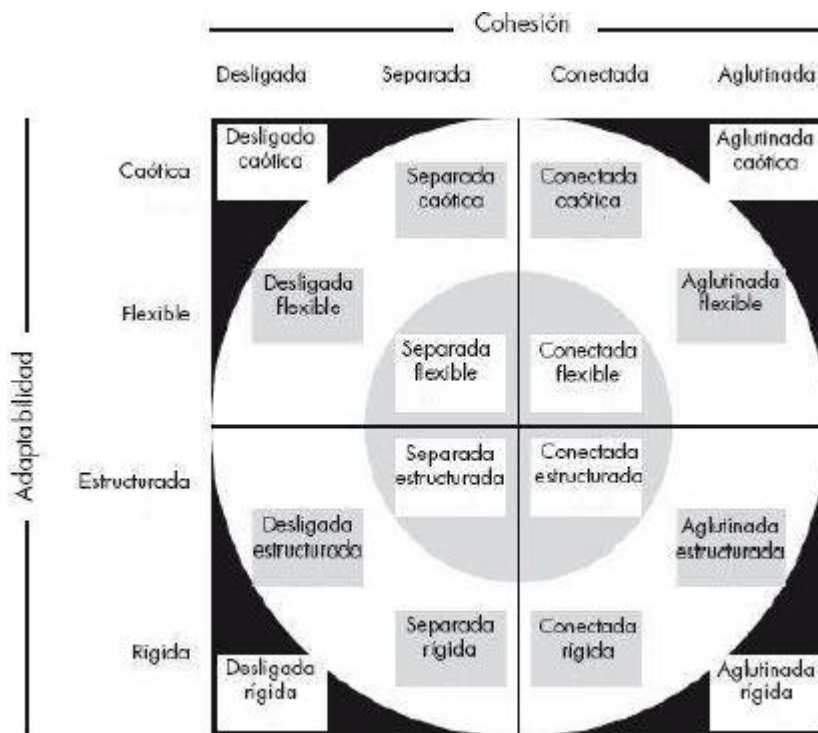 Cohesión
Desligada Separada Conectada Aglutinada
Adaptabilidad
Caótica
Desligada
caótica
Separada
caótica
Conectada
caótica
Aglutinada
caótica
Flexible
Desligada
flexible
Separada
flexible
Conectada
flexible
Aglutinada
flexible
Estructurada
Desligada
estructurada
Separada
estructurada
Conectada
estructurada
Aglutinada
estructurada
Rígida
Desligada
rígida
Separada
rígida
Conectada
rígida
Aglutinada
rígida